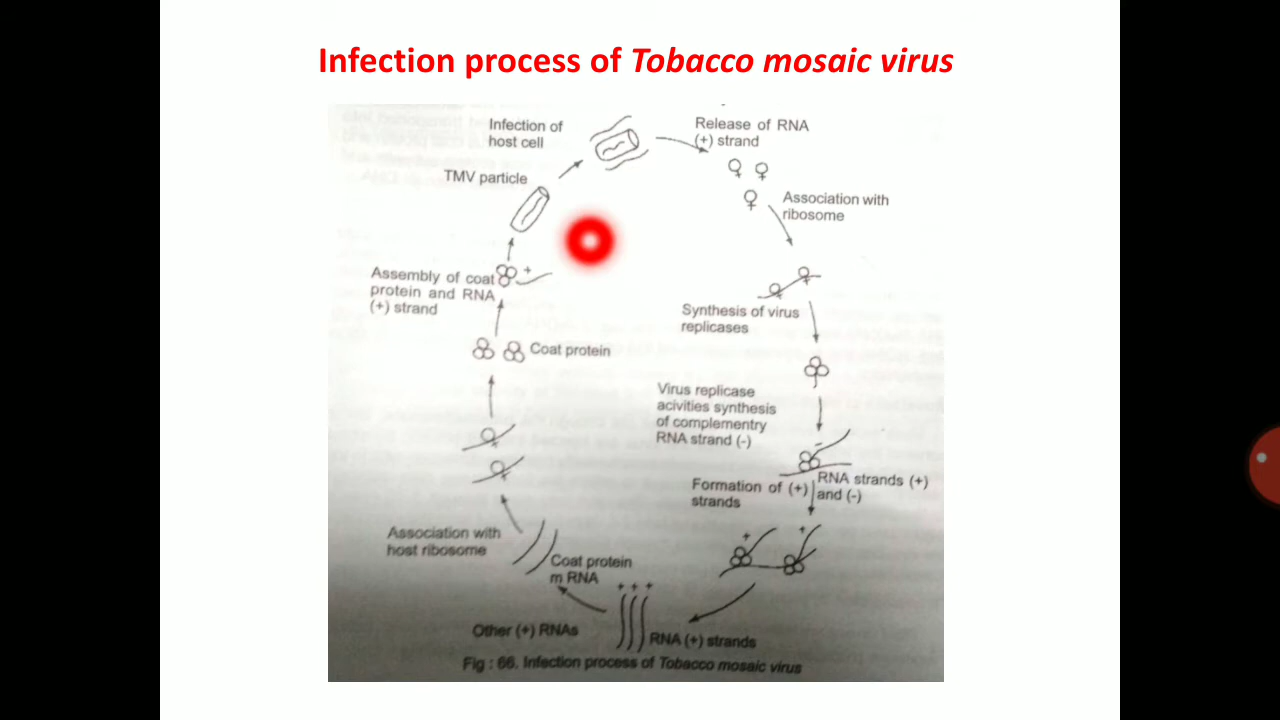 Infection process of Tobacco mosaic virus
Infection of
host cell
Release of RNA
(+) strand
TMV particle
Association with
ribosome
Assembly of coat
protein and RNA
(+) strand
+
Synthesis of virus
replicases
Coat protein
Virus replicase
acivities synthesis
of complementry
RNA strand (-)
-
RNA strands (+)
and (-)
Formation of (+)
strands
+ +
Association with
host ribosome
Coat protein
m RNA
+ + +
Other (+) RNAs
RNA (+) strands
Fig : 66. Infection process of Tobacco mosaic virus